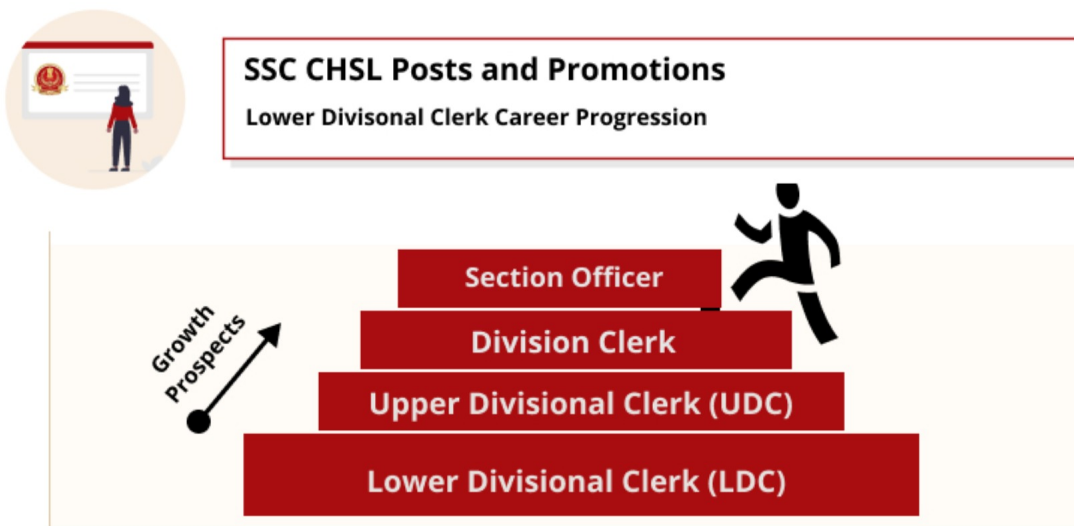 SSC CHSL Posts and Promotions
Lower Divisonal Clerk Career Progression
Growth
Prospects
Section Officer
Division Clerk
Upper Divisional Clerk (UDC)
Lower Divisional Clerk (LDC)